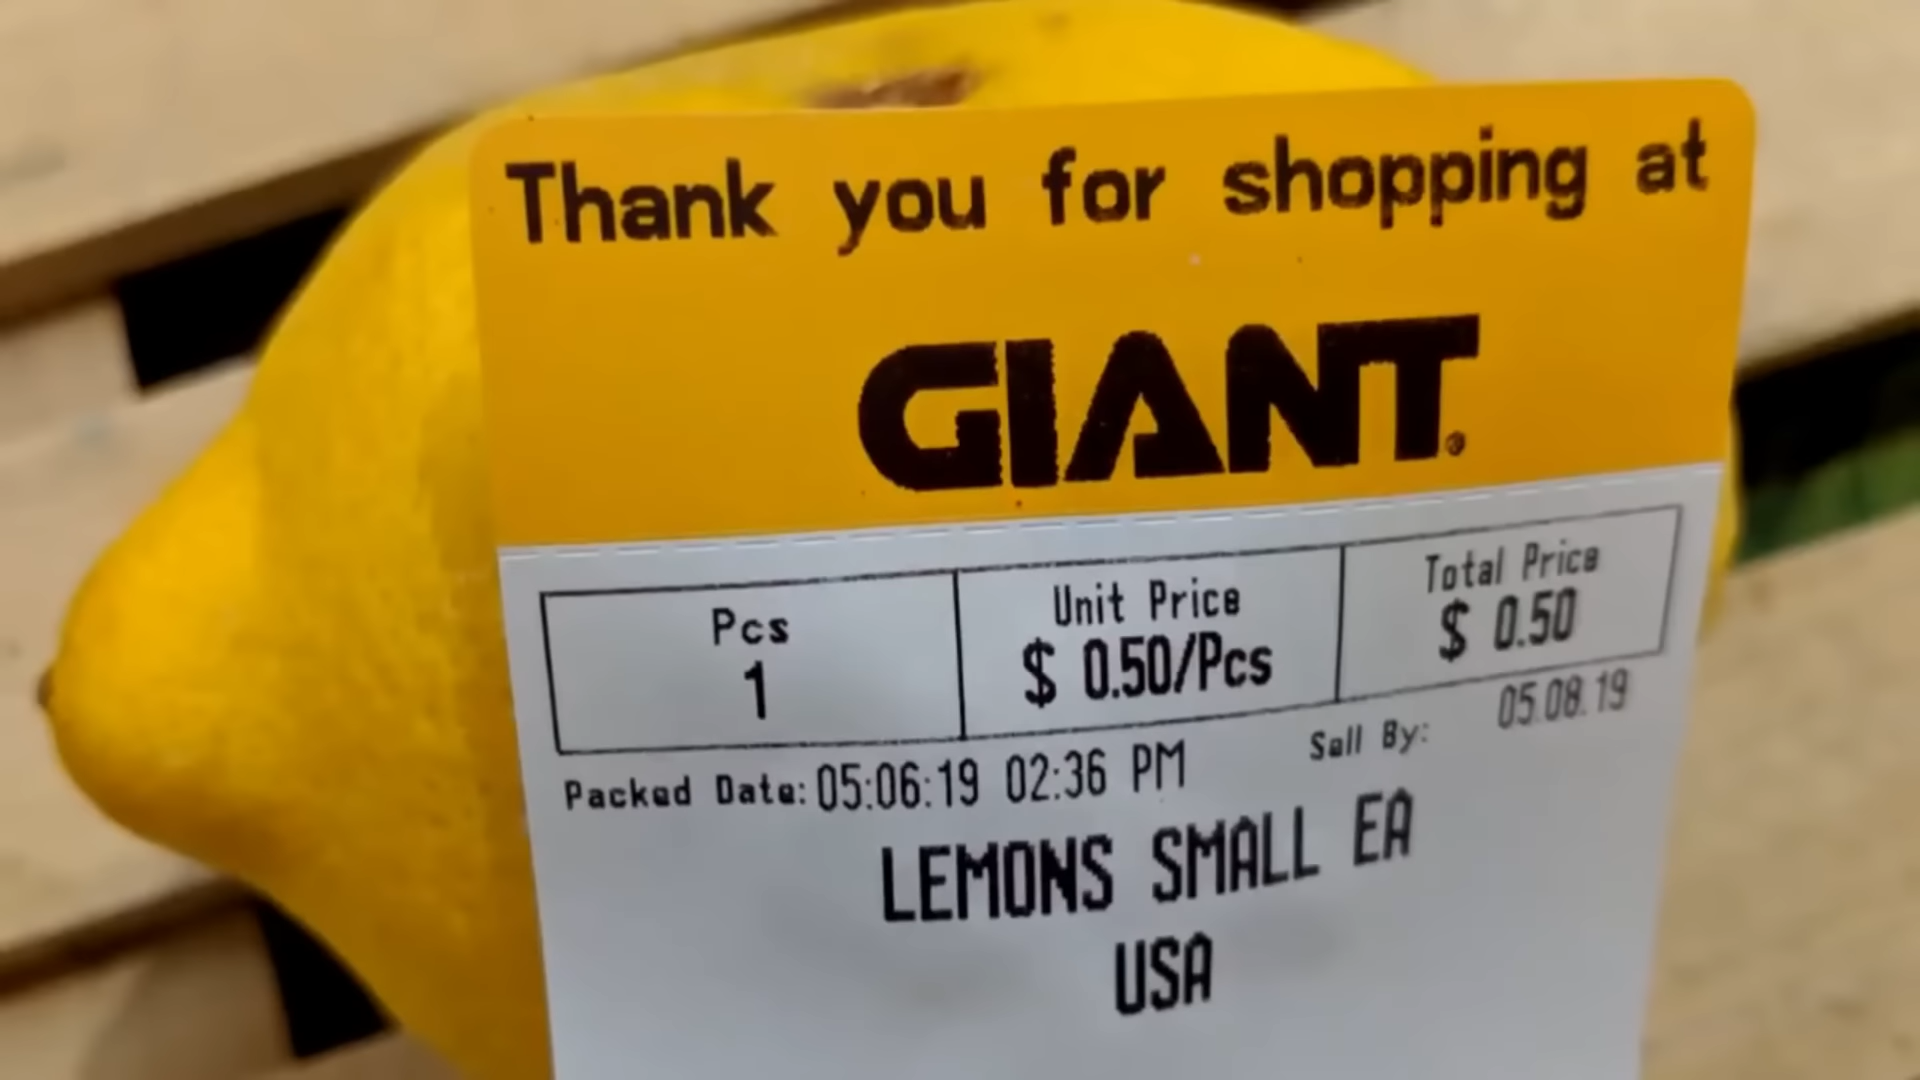 Thank you for shopping at
GIANT®
Pcs Unit Price Total Price
1 $ 0.50/Pcs $ 0.50
Packed Date: 05:06:19 02:36 PM Sell By: 05.08.19
LEMONS SMALL EA
USA